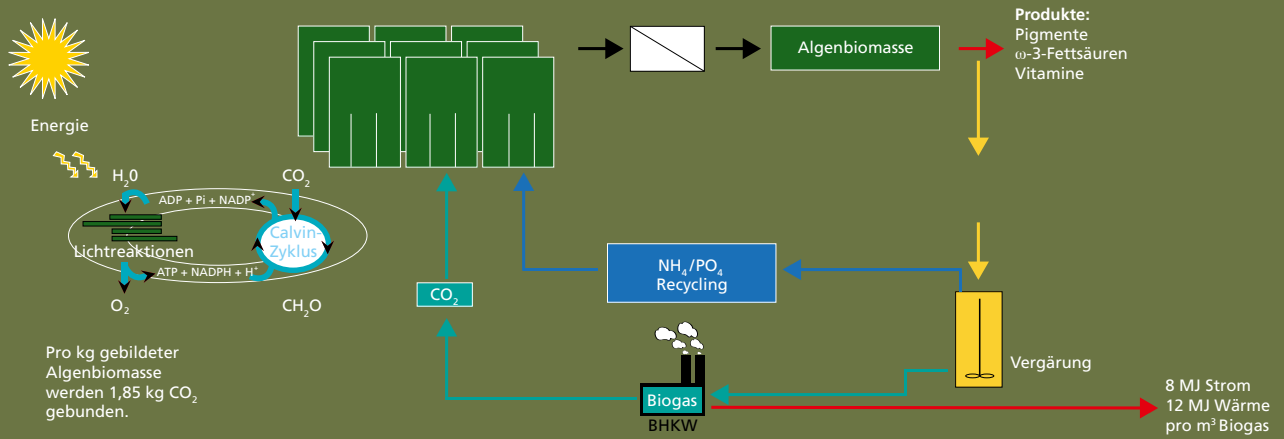 Produkte:
Pigmente
ω-3-Fettsäuren
Vitamine
Algenbiomasse
Energie
H₂0
CO₂
ADP + Pi + NADP⁺
Calvin-
Zyklus
Lichtreaktionen
ATP + NADPH + H⁺
O₂
CH₂O
NH₄/PO₄
Recycling
CO₂
Pro kg gebildeter
Algenbiomasse
werden 1,85 kg CO₂
gebunden.
Vergärung
Biogas
BHKW
8 MJ Strom
12 MJ Wärme
pro m³ Biogas